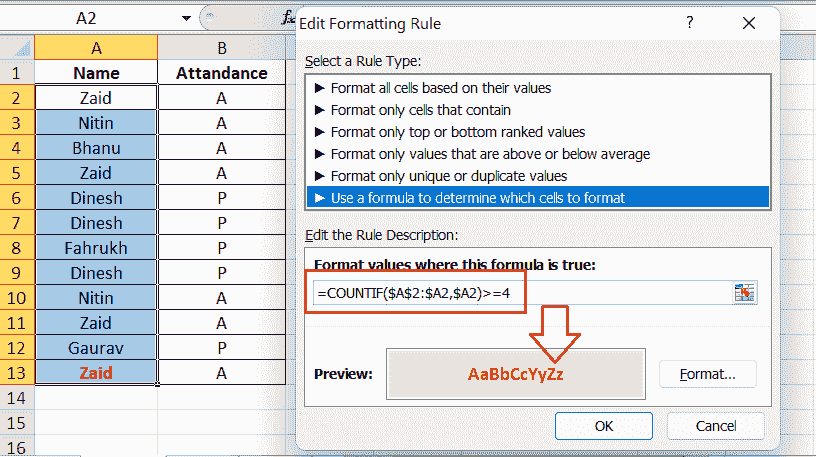 A2
fx
Edit Formatting Rule
?
A B
1 Name Attandance
2 Zaid A
3 Nitin A
4 Bhanu A
5 Zaid A
6 Dinesh P
7 Dinesh P
8 Fahrukh P
9 Dinesh P
10 Nitin A
11 Zaid A
12 Gaurav P
13 Zaid A
14
15
16
Select a Rule Type:
► Format all cells based on their values
► Format only cells that contain
► Format only top or bottom ranked values
► Format only values that are above or below average
► Format only unique or duplicate values
► Use a formula to determine which cells to format
Edit the Rule Description:
Format values where this formula is true:
=COUNTIF($A$2:$A2,$A2)>=4
Preview:
AaBbCcYyZz
Format...
OK
Cancel